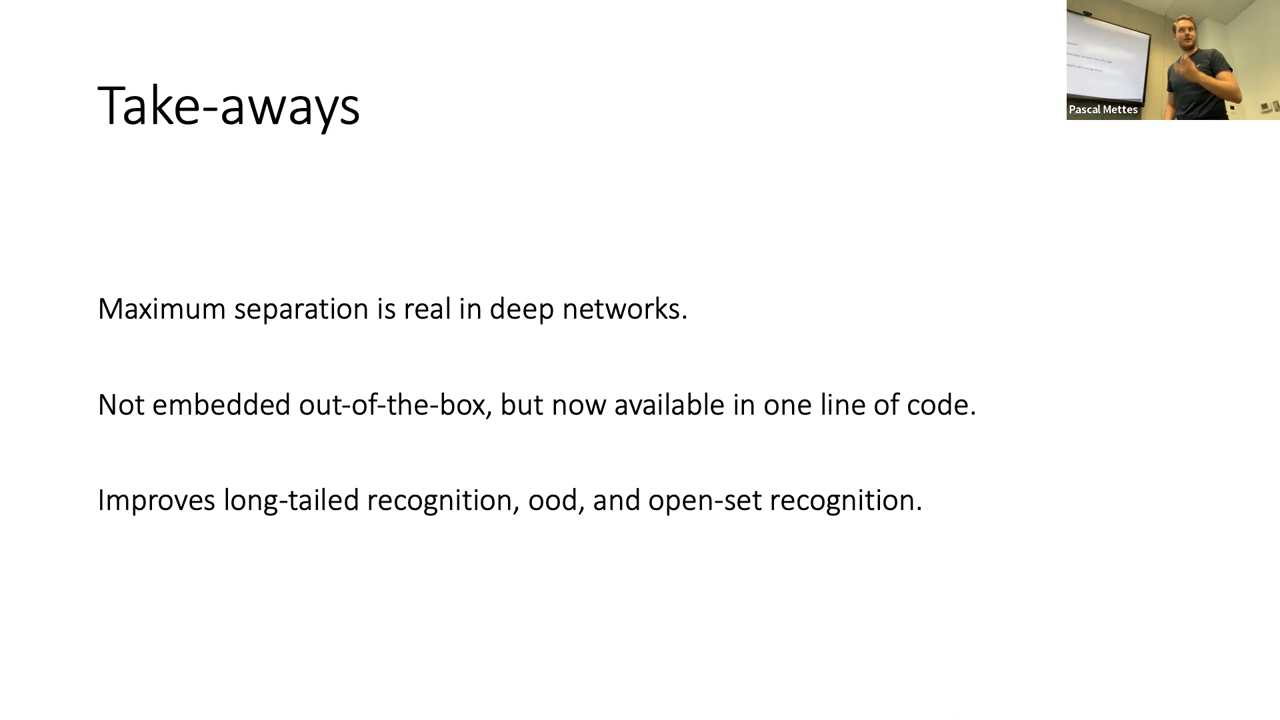 Take-aways
Pascal Mettes
Maximum separation is real in deep networks.
Not embedded out-of-the-box, but now available in one line of code.
Improves long-tailed recognition, ood, and open-set recognition.